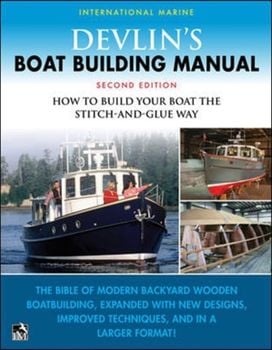 INTERNATIONAL MARINE
DEVLIN'S
BOAT BUILDING MANUAL
SECOND EDITION
HOW TO BUILD YOUR BOAT THE
STITCH-AND-GLUE WAY
THE BIBLE OF MODERN BACKYARD WOODEN
BOATBUILDING, EXPANDED WITH NEW DESIGNS,
IMPROVED TECHNIQUES, AND IN A
LARGER FORMAT!
IM